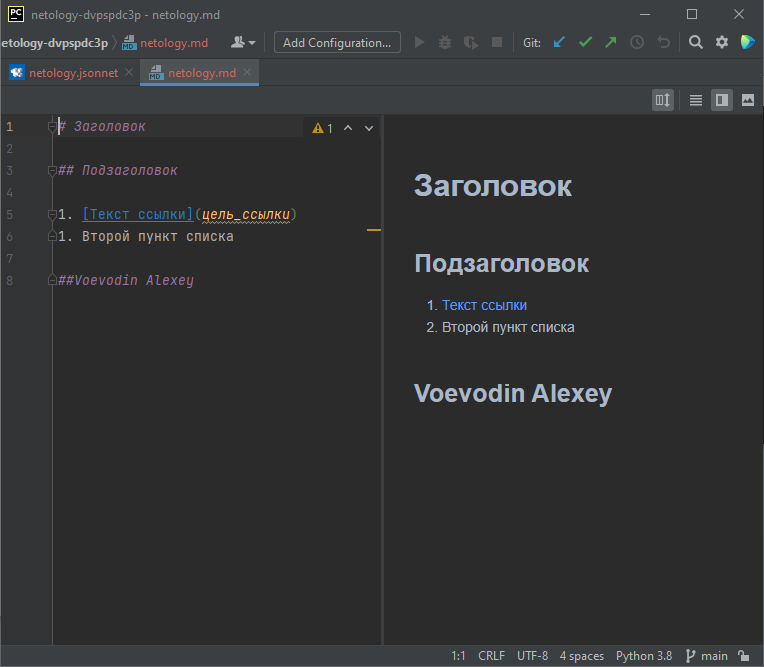 PC netology-dvpspdc3p - netology.md
etology-dvpspdc3p netology.md Add Configuration... Git:
netology.jsonnet netology.md
1 # Заголовок 1
2
3 ## Подзаголовок
4
5 1. [Текст ссылки](цель_ссылки)
6 1. Второй пункт списка
7
8 ##Voevodin Alexey
Заголовок
Подзаголовок
1. Текст ссылки
2. Второй пункт списка
Voevodin Alexey
1:1 CRLF UTF-8 4 spaces Python 3.8 main